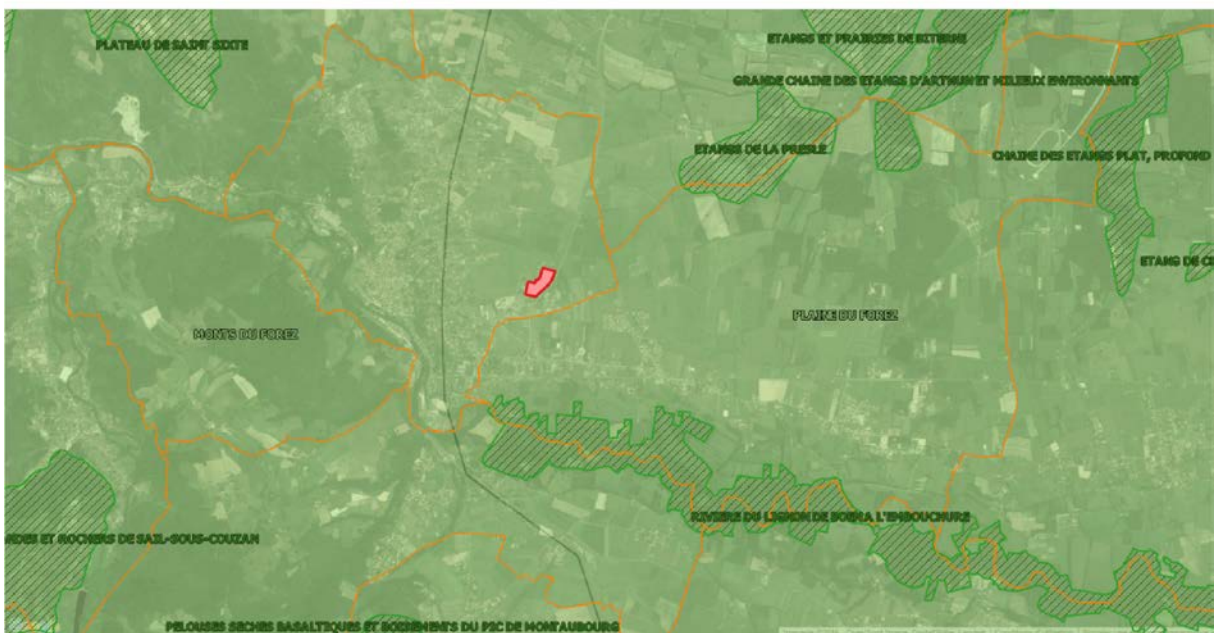 PLATEAU DE SAINT SIXTE
ETANGS ET PRAIRIES DE BITERNE
GRANDE CHAINE DES ETANGS D'ARTHUN ET MILIEUX ENVIRONNANTS
ETANGS DE LA PRESLE
CHAINE DES ETANGS PLAT, PROFOND
ETANG DE
PLAINE DU FOREZ
MONTS DU FOREZ
RIVIERE DU LIGNON DE BOEN A L'EMBOUCHURE
ET ROCHERS DE SAIL-SOUS-COUZAN
PELOUSES SECHES BASALTIQUES ET BOISEMENTS DU PIC DE MONTAUBOURG